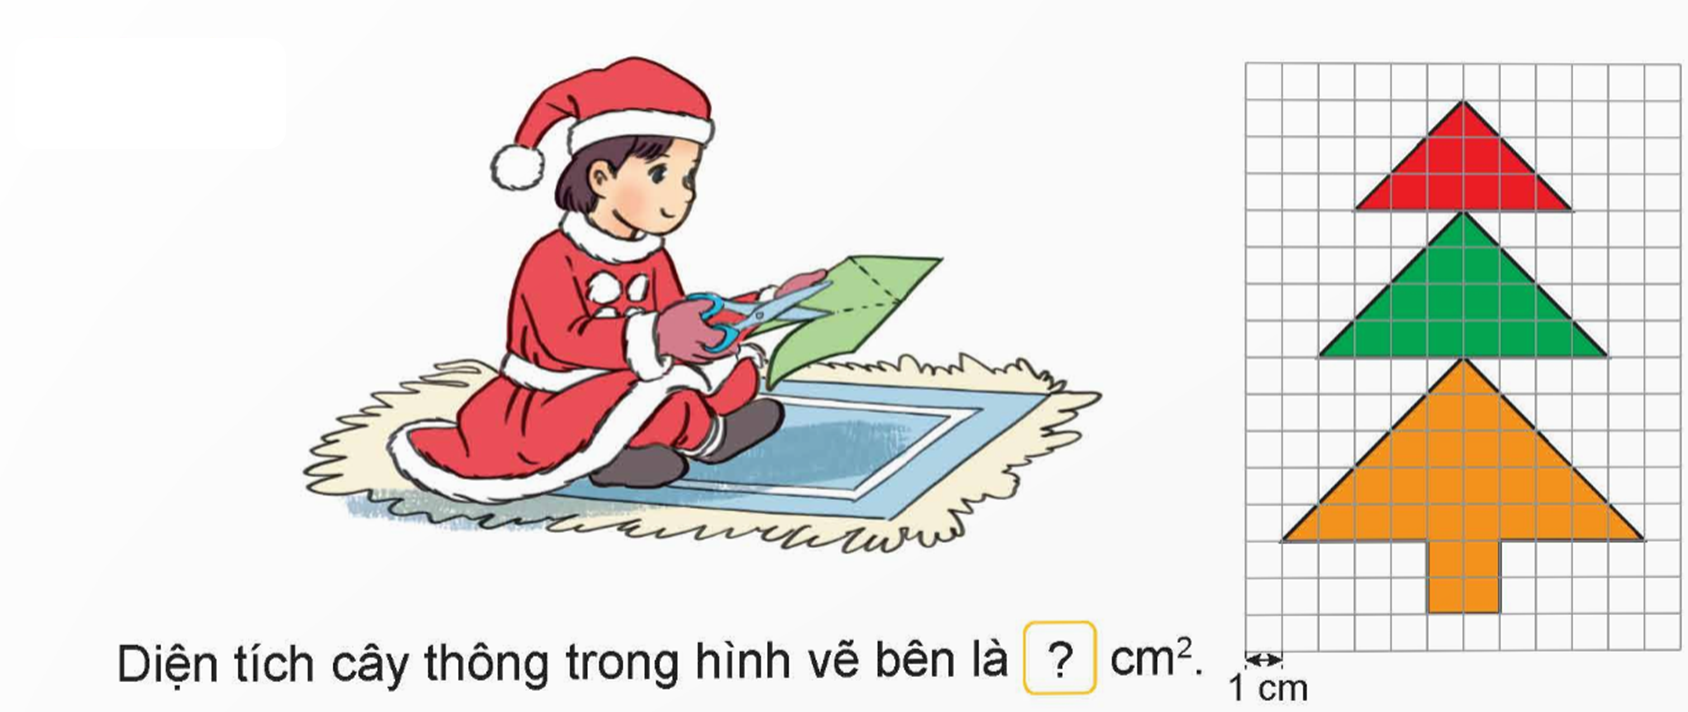 Diện tích cây thông trong hình vẽ bên là ? cm².
1 cm